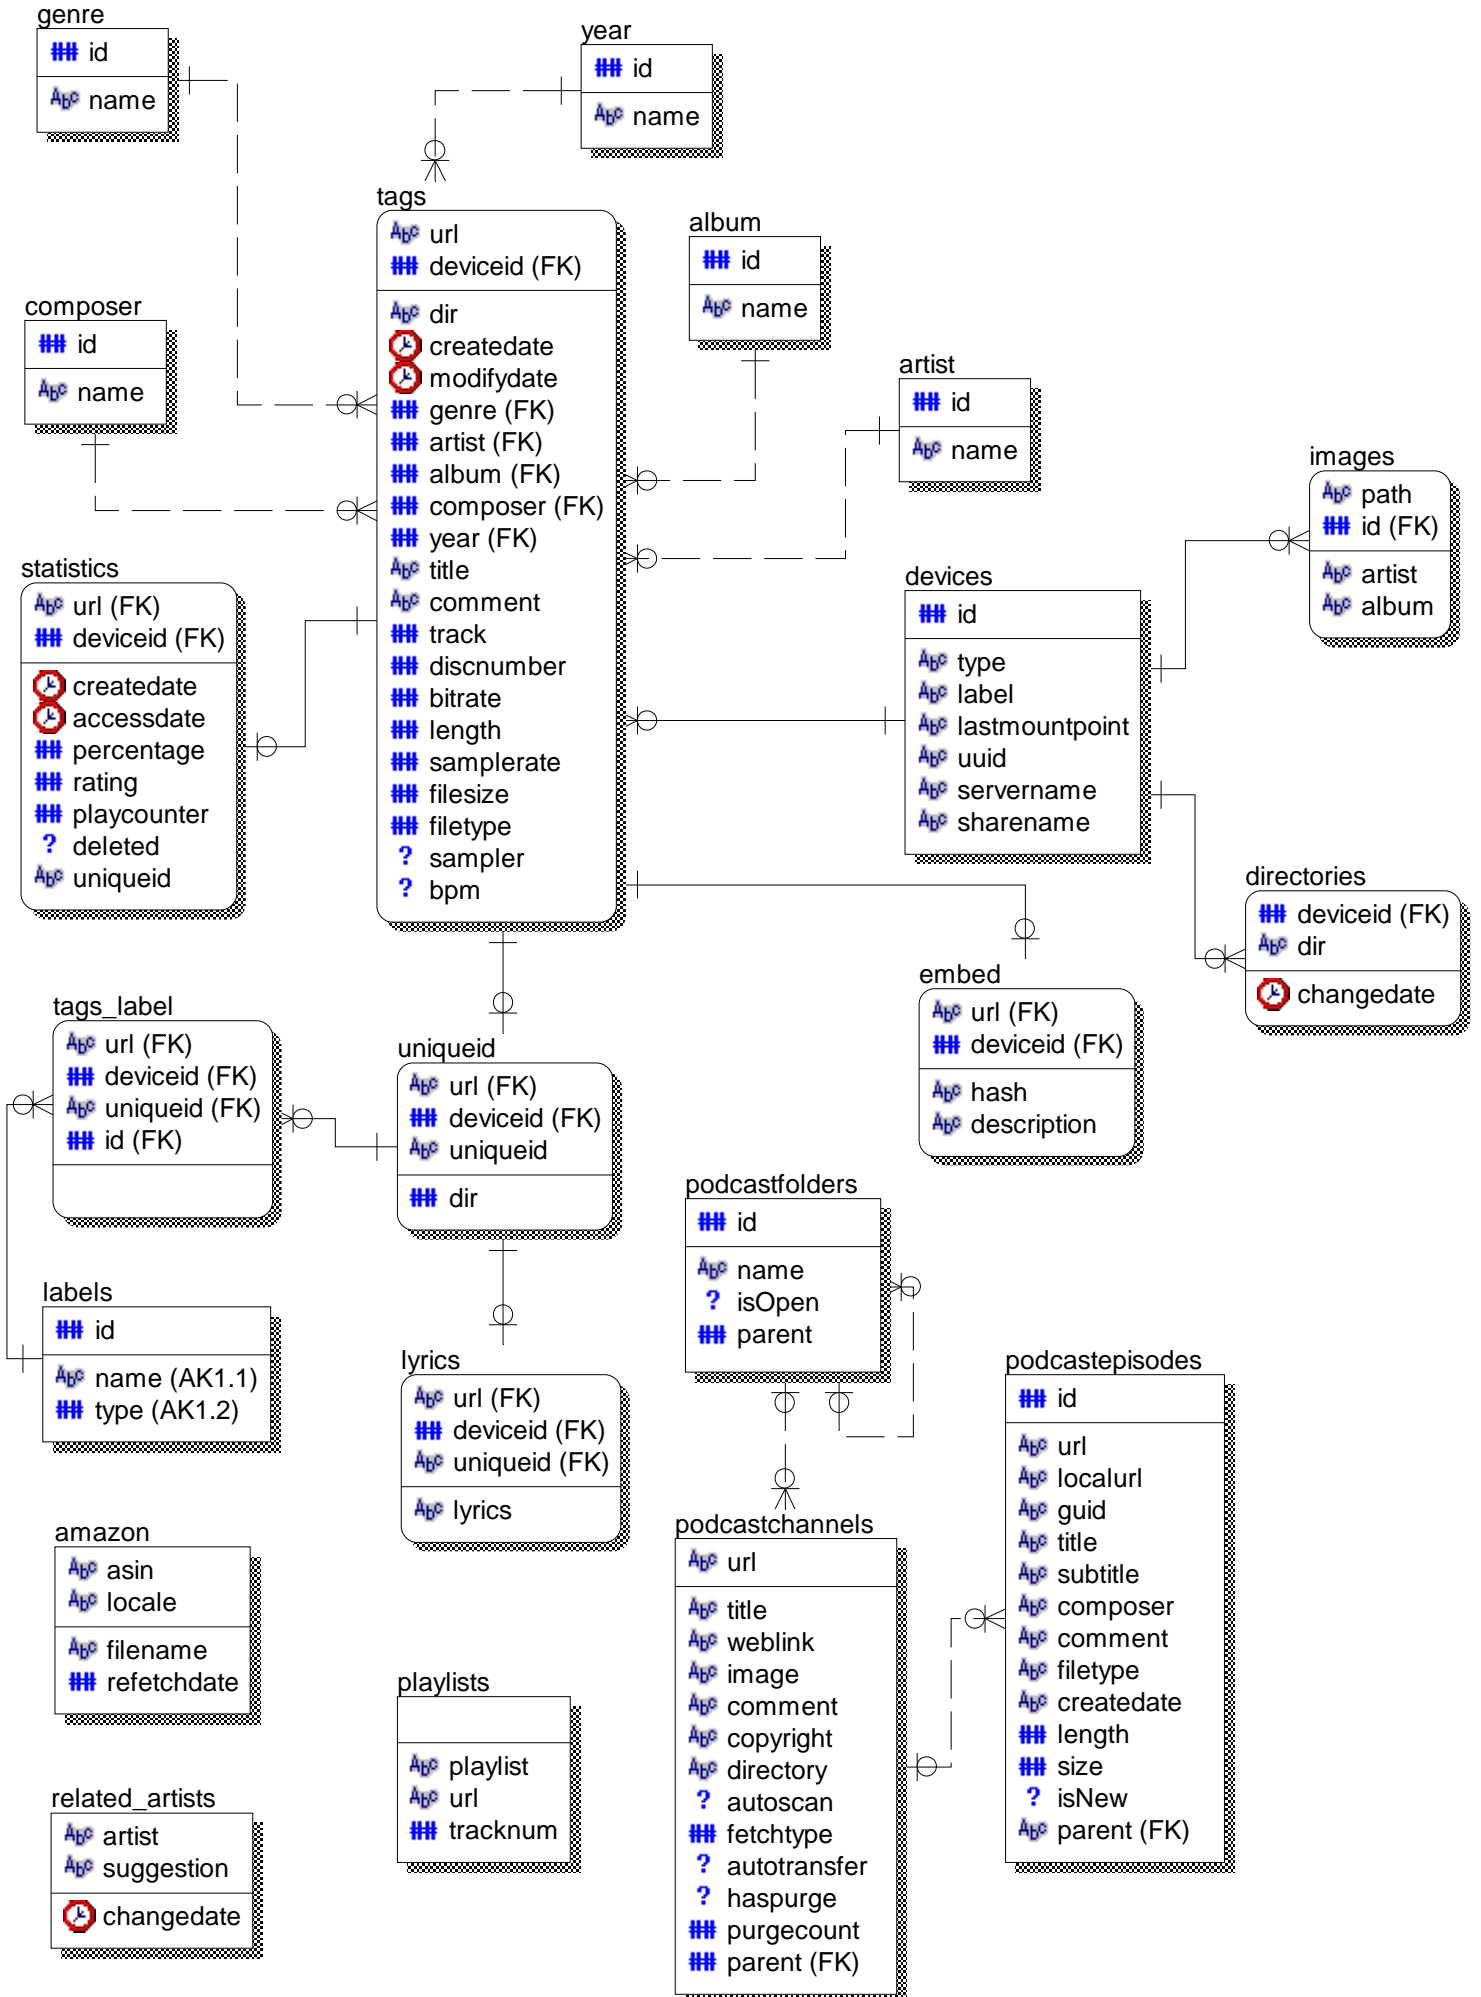 genre
id
name
year
id
name
tags
url
deviceid (FK)
dir
createdate
modifydate
genre (FK)
artist (FK)
album (FK)
composer (FK)
year (FK)
title
comment
track
discnumber
bitrate
length
samplerate
filesize
filetype
? sampler
? bpm
album
id
name
composer
id
name
artist
id
name
images
path
id (FK)
artist
album
statistics
url (FK)
deviceid (FK)
createdate
accessdate
percentage
rating
playcounter
? deleted
uniqueid
devices
id
type
label
lastmountpoint
uuid
servername
sharename
directories
deviceid (FK)
dir
changedate
embed
url (FK)
deviceid (FK)
hash
description
tags_label
url (FK)
deviceid (FK)
uniqueid (FK)
id (FK)
uniqueid
url (FK)
deviceid (FK)
uniqueid
dir
labels
id
name (AK1.1)
type (AK1.2)
lyrics
url (FK)
deviceid (FK)
uniqueid (FK)
lyrics
podcastfolders
id
name
? isOpen
parent
podcastepisodes
id
url
localurl
guid
title
subtitle
composer
comment
filetype
createdate
length
size
? isNew
parent (FK)
amazon
asin
locale
filename
refetchdate
playlists
playlist
url
tracknum
podcastchannels
url
title
weblink
image
comment
copyright
directory
? autoscan
fetchtype
? autotransfer
? haspurge
purgecount
parent (FK)
related_artists
artist
suggestion
changedate